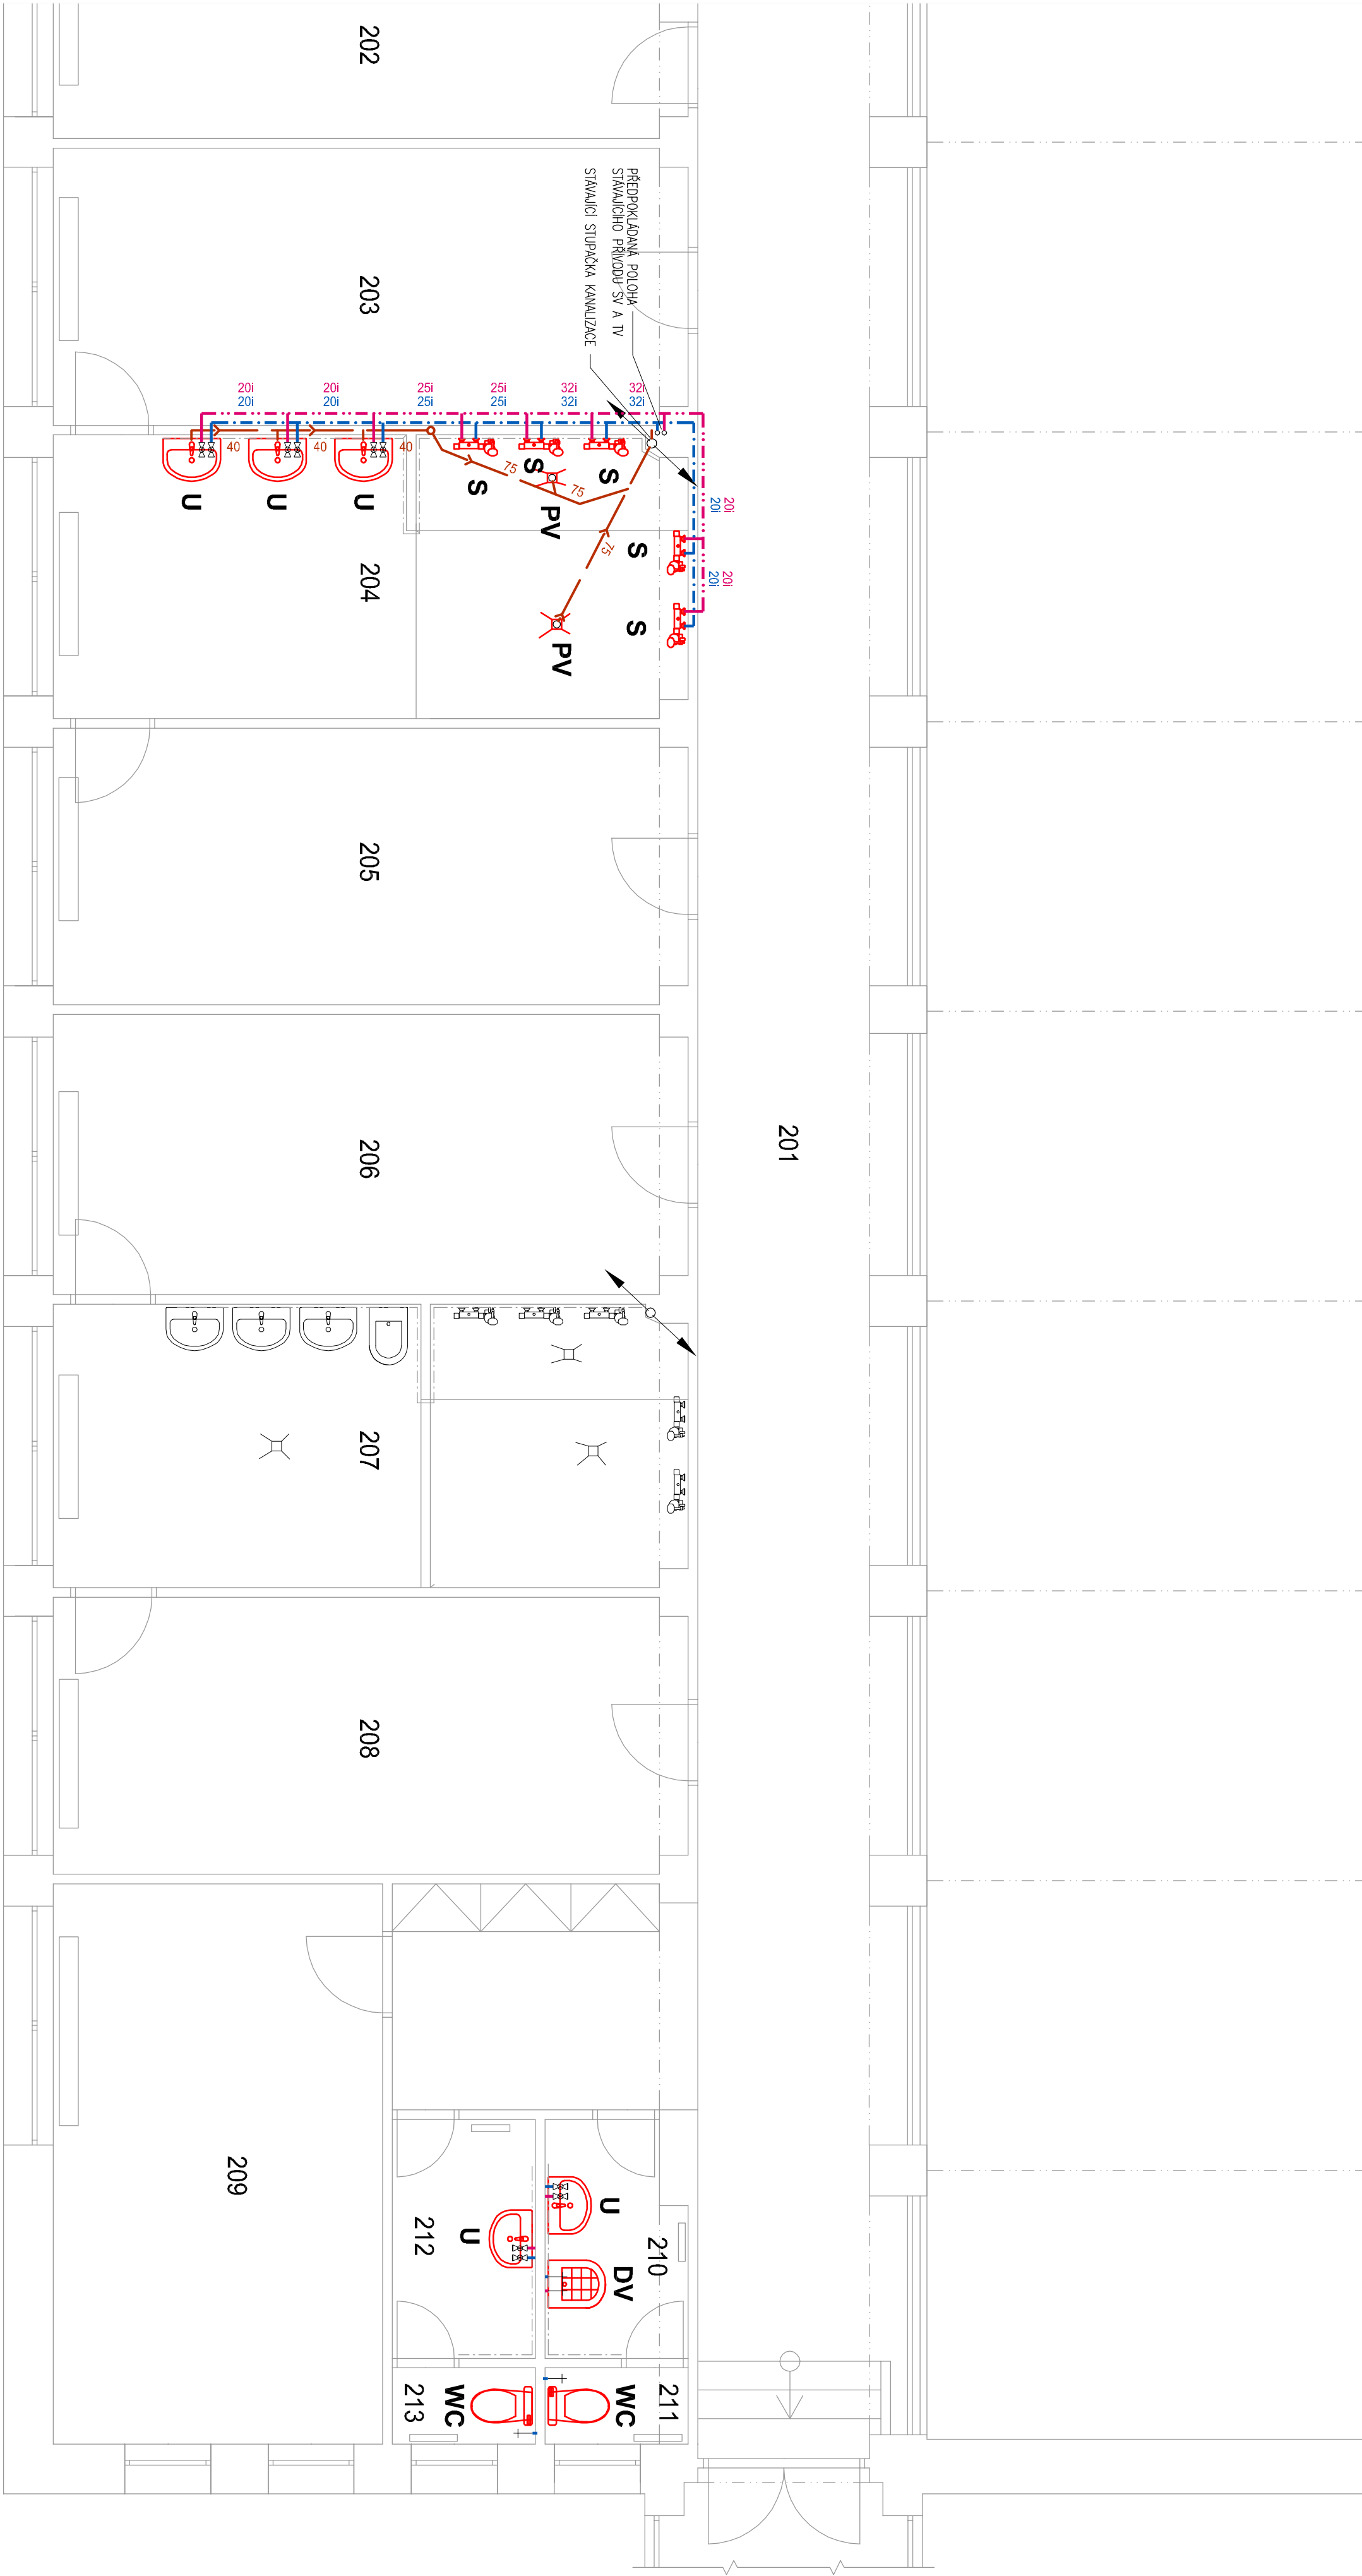 202
203
PŘEDPOKLÁDANÁ POLOHA
STÁVAJÍCÍHO PŘÍVODU SV A TV
STÁVAJÍCÍ STUPAČKA KANALIZACE
20i
20i
20i
20i
25i
25i
25i
25i
32i
32i
32i
32i
20i
20i
20i
20i
40
40
40
75
75
75
U
U
U
S
S
S
S
S
PV
PV
204
205
201
206
207
208
209
U
210
DV
U
212
WC
211
WC
213